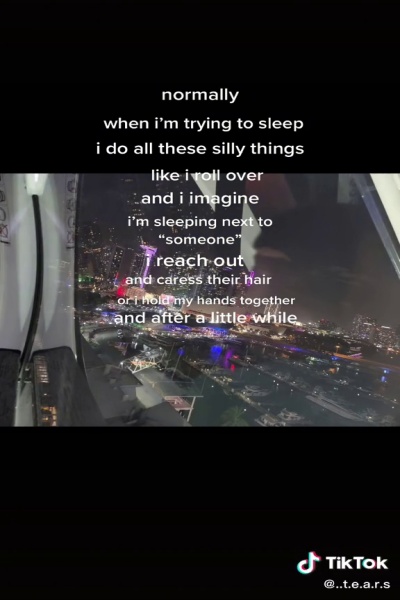 normally
when i'm trying to sleep
i do all these silly things
like i roll over
and i imagine
i'm sleeping next to
“someone”
i reach out
and caress their hair
or i hold my hands together
and after a little while
TikTok
@..t.e.a.r.s